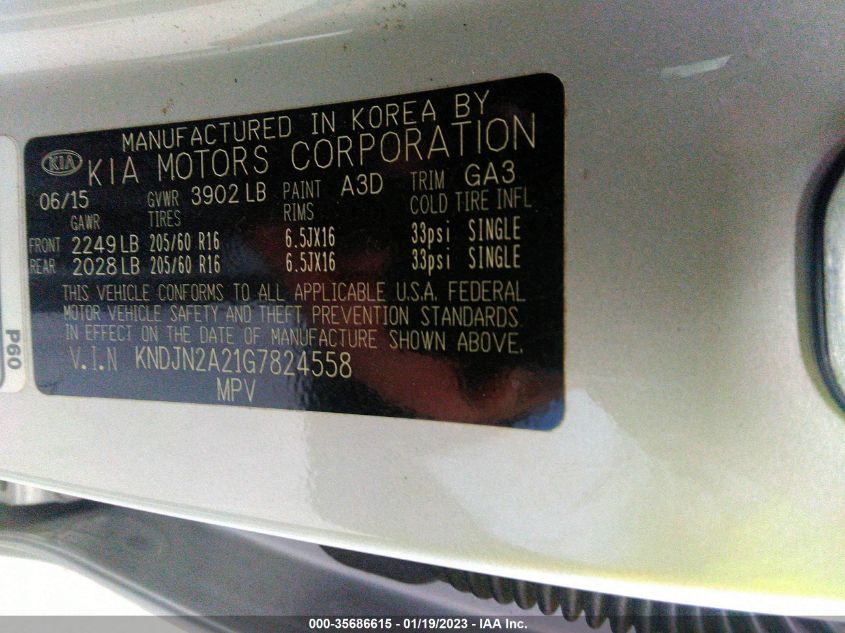 MANUFACTURED IN KOREA BY
KIA KIA MOTORS CORPORATION
06/15 GVWR 3902 LB PAINT A3D TRIM GA3
GAWR TIRES RIMS COLD TIRE INFL
FRONT 2249 LB 205/60 R16 6.5JX16 33psi SINGLE
REAR 2028 LB 205/60 R16 6.5JX16 33psi SINGLE
THIS VEHICLE CONFORMS TO ALL APPLICABLE U.S.A. FEDERAL
MOTOR VEHICLE SAFETY AND THEFT PREVENTION STANDARDS
IN EFFECT ON THE DATE OF MANUFACTURE SHOWN ABOVE.
V.I.N KNDJN2A21G7824558
MPV
P60
000-35686615 - 01/19/2023 - IAA Inc.